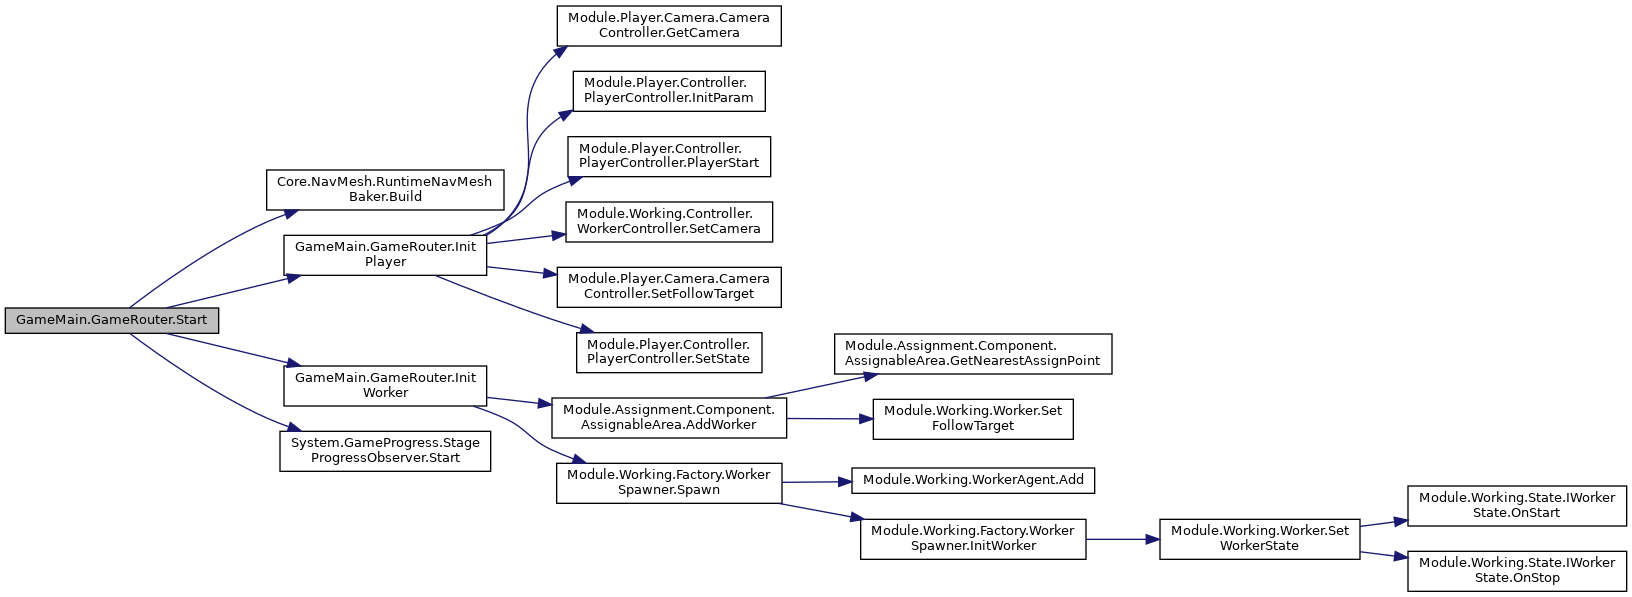 Module.Player.Camera.Camera
Controller.GetCamera
Module.Player.Controller.
PlayerController.InitParam
Module.Player.Controller.
PlayerController.PlayerStart
Core.NavMesh.RuntimeNavMesh
Baker.Build
Module.Working.Controller.
WorkerController.SetCamera
GameMain.GameRouter.Init
Player
Module.Player.Camera.Camera
Controller.SetFollowTarget
GameMain.GameRouter.Start
Module.Player.Controller.
PlayerController.SetState
Module.Assignment.Component.
AssignableArea.GetNearestAssignPoint
GameMain.GameRouter.Init
Worker
Module.Assignment.Component.
AssignableArea.AddWorker
Module.Working.Worker.Set
FollowTarget
System.GameProgress.Stage
ProgressObserver.Start
Module.Working.Factory.Worker
Spawner.Spawn
Module.Working.WorkerAgent.Add
Module.Working.Factory.Worker
Spawner.InitWorker
Module.Working.Worker.Set
WorkerState
Module.Working.State.IWorker
State.OnStart
Module.Working.State.IWorker
State.OnStop